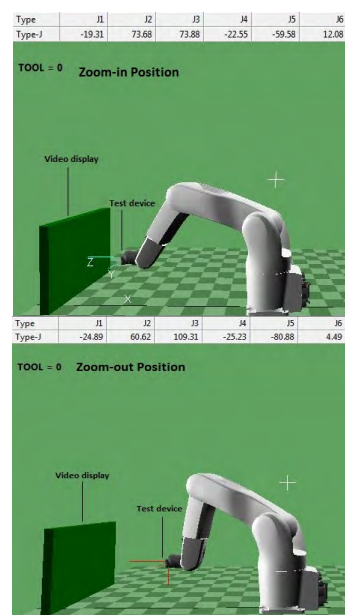 Type J1 J2 J3 J4 J5 J6
Type-J -19.31 73.68 73.88 -22.55 -59.58 12.08
TOOL = 0 Zoom-in Position
Video display
Test device
Z
Y
X
Type J1 J2 J3 J4 J5 J6
Type-J -24.89 60.62 109.31 -25.23 -80.88 4.49
TOOL = 0 Zoom-out Position
Video display
Test device